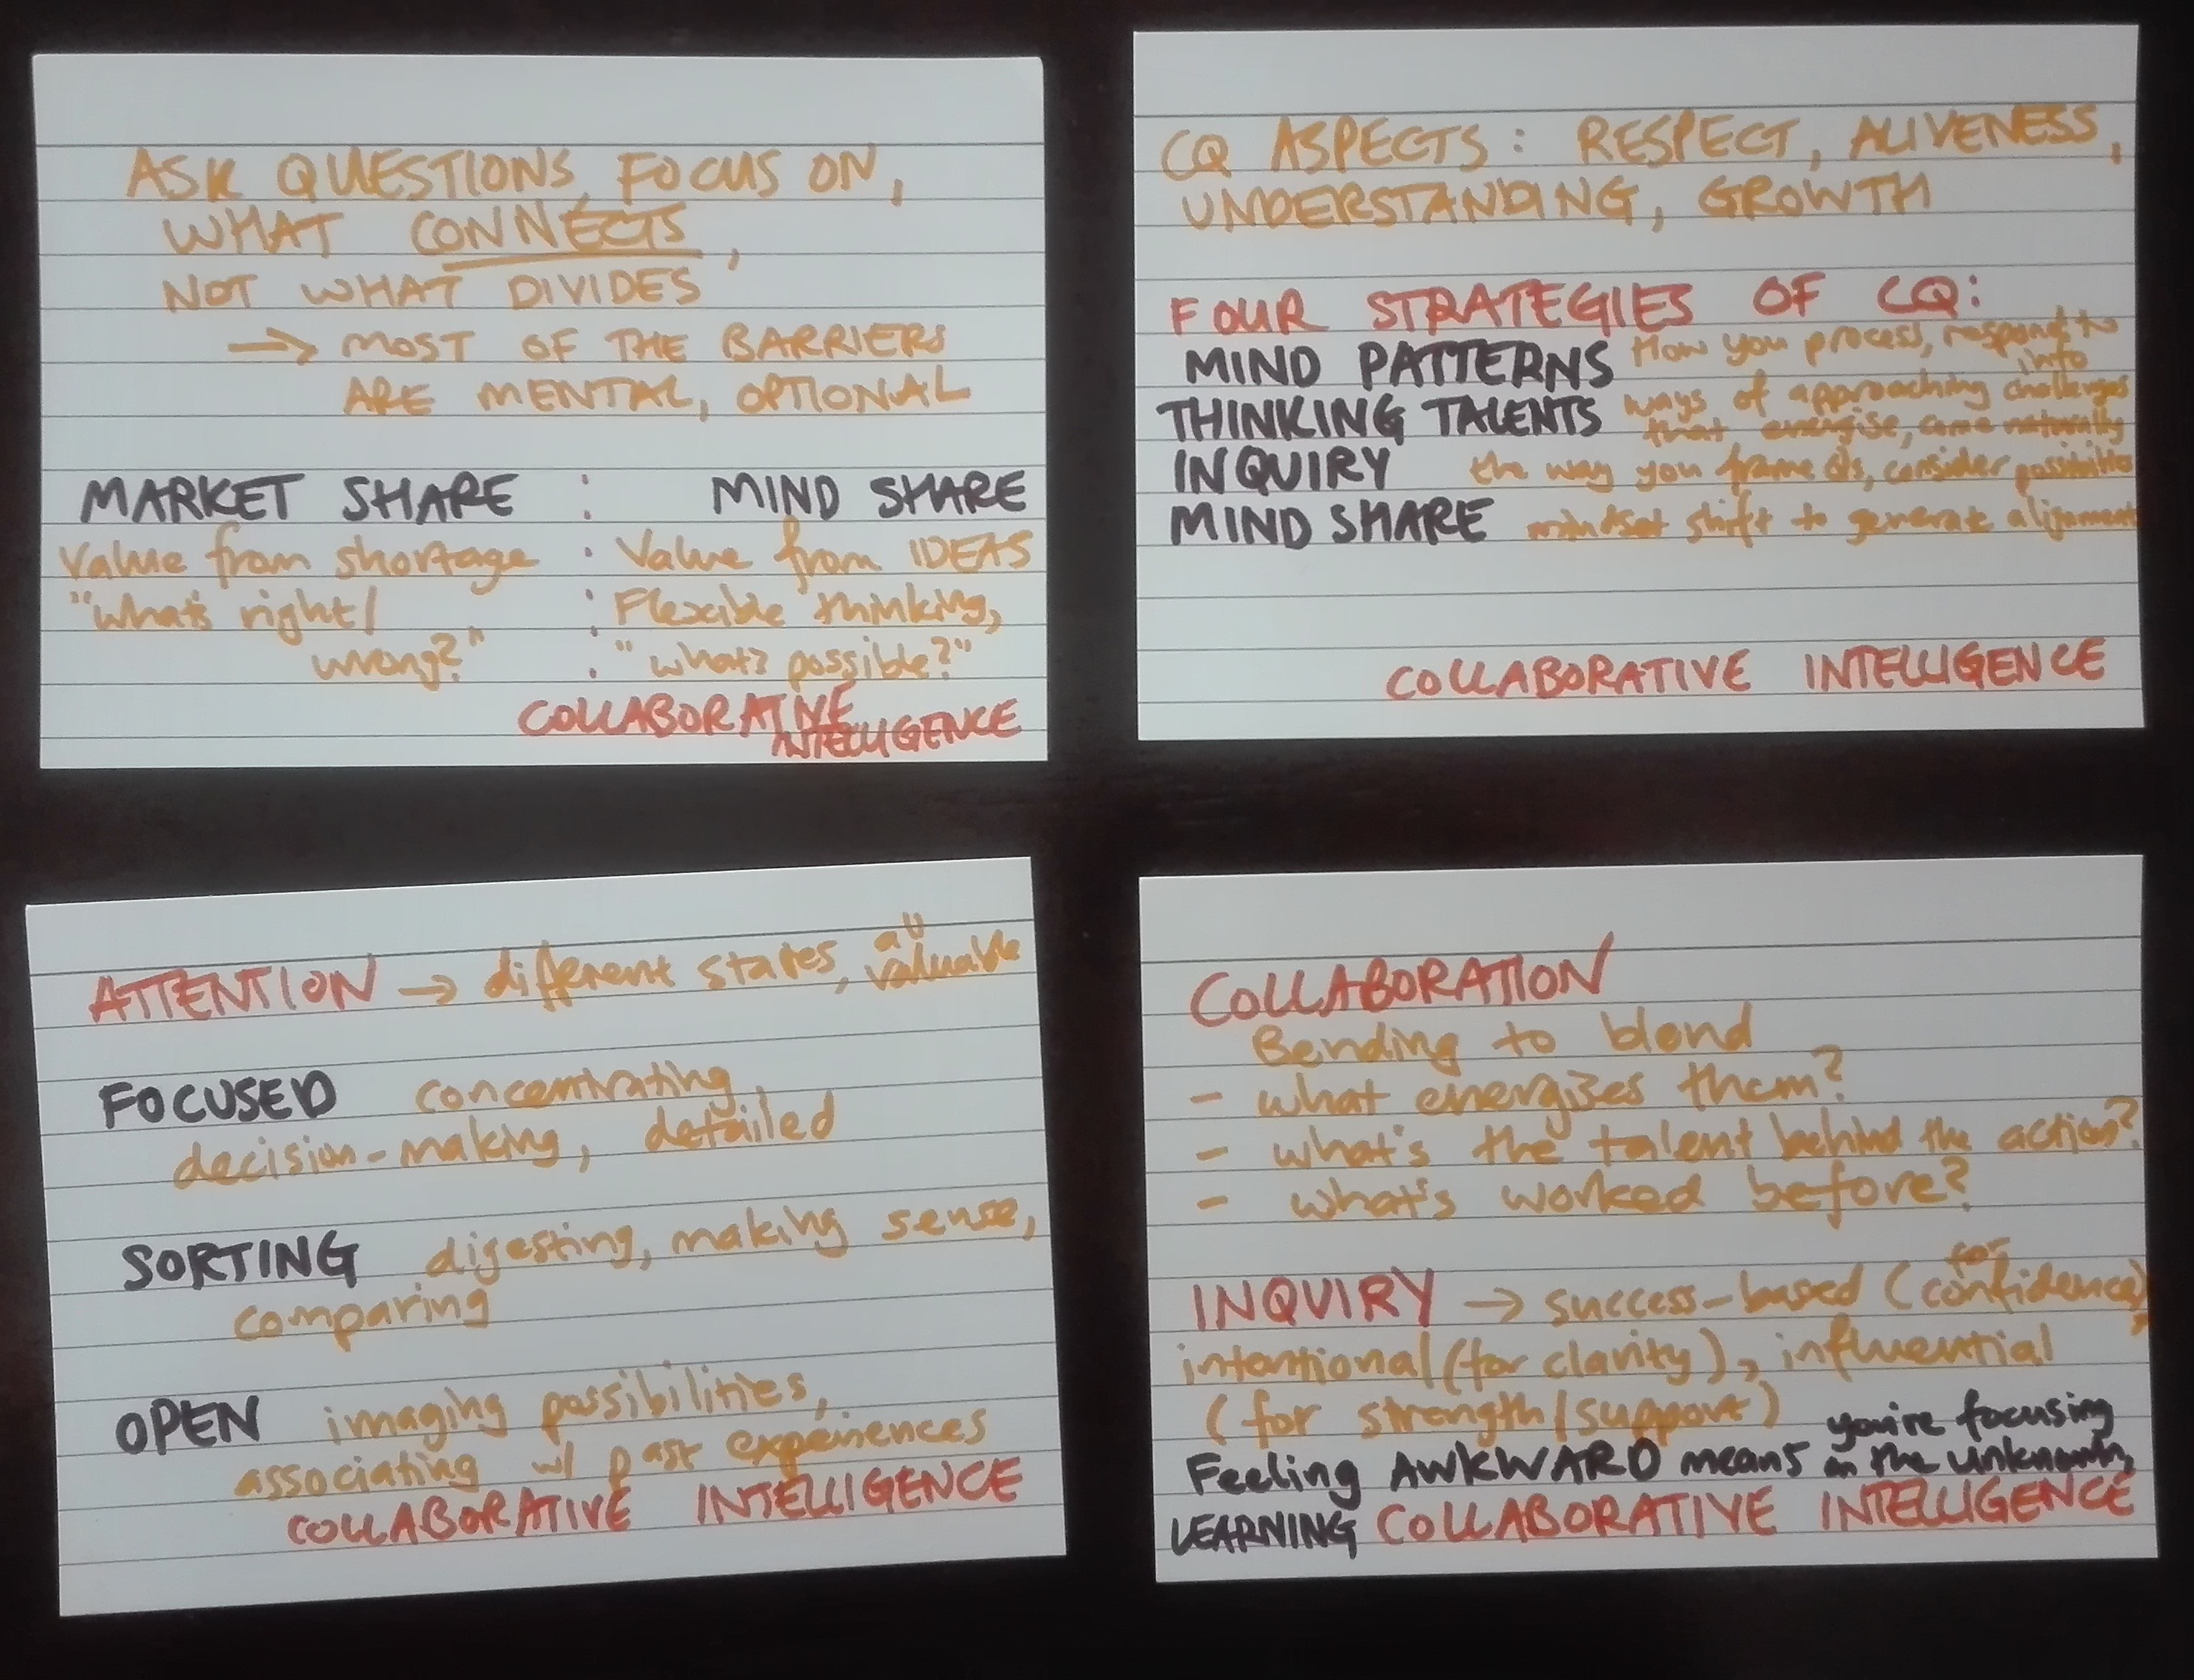 ASK QUESTIONS, FOCUS ON,
WHAT CONNECTS,
NOT WHAT DIVIDES
→ MOST OF THE BARRIERS
ARE MENTAL, OPTIONAL
MARKET SHARE : MIND SHARE
Value from shortage : Value from IDEAS
"what's right/ : Flexible thinking,
wrong?" : "what's possible?"
COLLABORATIVE
INTELLIGENCE
CQ ASPECTS: RESPECT, ALIVENESS,
UNDERSTANDING, GROWTH
FOUR STRATEGIES OF CQ:
MIND PATTERNS How you process, respond to
info
THINKING TALENTS ways of approaching challenges
that energise, come naturally
INQUIRY the way you frame Qs, consider possibilities
MIND SHARE mindset shift to generate alignment
COLLABORATIVE INTELLIGENCE
ATTENTION → different states, all
valuable
FOCUSED concentrating,
decision-making, detailed
SORTING digesting, making sense,
comparing
OPEN imaging possibilities,
associating w/ past experiences
COLLABORATIVE INTELLIGENCE
COLLABORATION
Bending to blend
- what energizes them?
- what's the talent behind the action?
- what's worked before?
INQUIRY → success-based (for confidence),
intentional (for clarity), influential
(for strength/support)
Feeling AWKWARD means you're focusing
on the unknown,
LEARNING COLLABORATIVE INTELLIGENCE